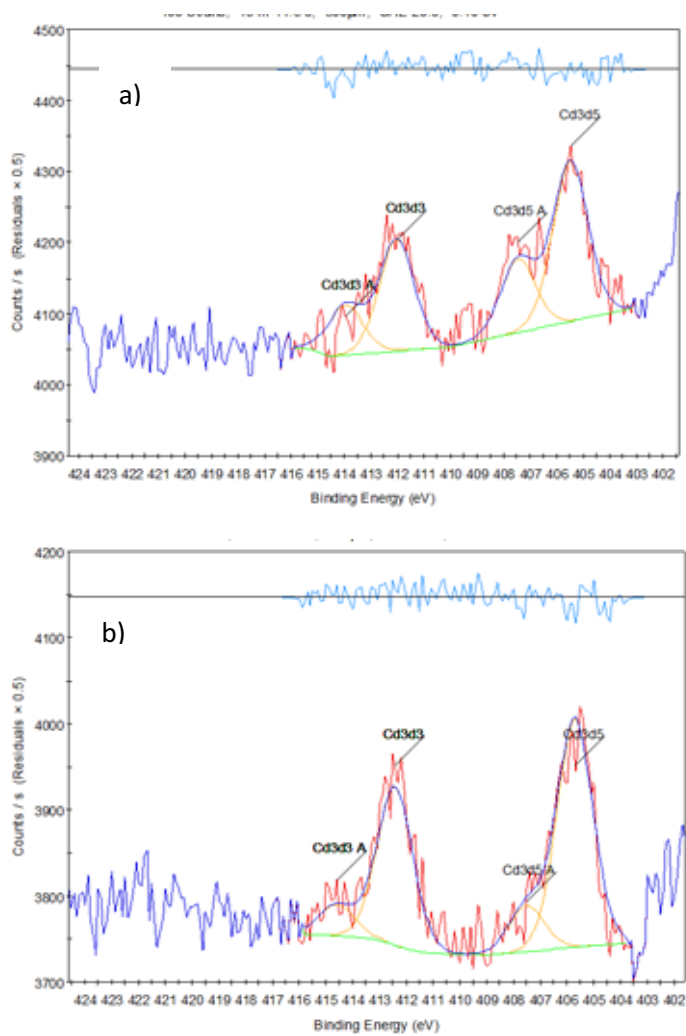 4500
4400
4300
4200
4100
4000
3900
Counts / s (Residuals × 0.5)
a)
Cd3d5
Cd3d3
Cd3d5 A
Cd3d3 A
424 423 422 421 420 419 418 417 416 415 414 413 412 411 410 409 408 407 406 405 404 403 402
Binding Energy (eV)
4200
4100
4000
3900
3800
3700
Counts / s (Residuals × 0.5)
b)
Cd3d3
Cd3d5
Cd3d3 A
Cd3d5 A
424 423 422 421 420 419 418 417 416 415 414 413 412 411 410 409 408 407 406 405 404 403 402
Binding Energy (eV)